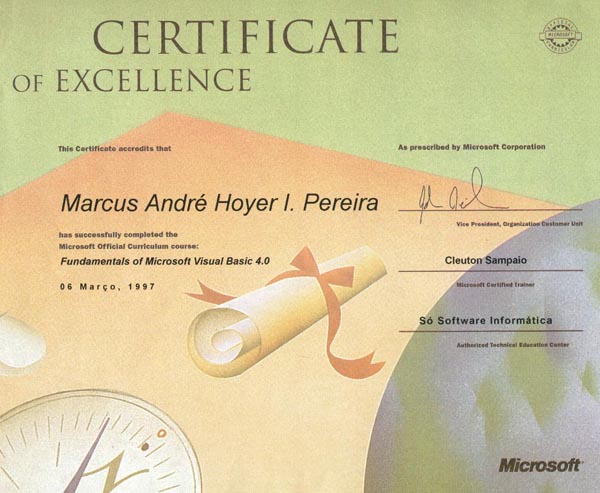 CERTIFICATE
OF EXCELLENCE
MICROSOFT
This Certificate accredits that
Marcus André Hoyer I. Pereira
has successfully completed the
Microsoft Official Curriculum course:
Fundamentals of Microsoft Visual Basic 4.0
06 Março, 1997
As prescribed by Microsoft Corporation
Vice President, Organization Customer Unit
Cleuton Sampaio
Microsoft Certified Trainer
Só Software Informática
Authorized Technical Education Center
Microsoft